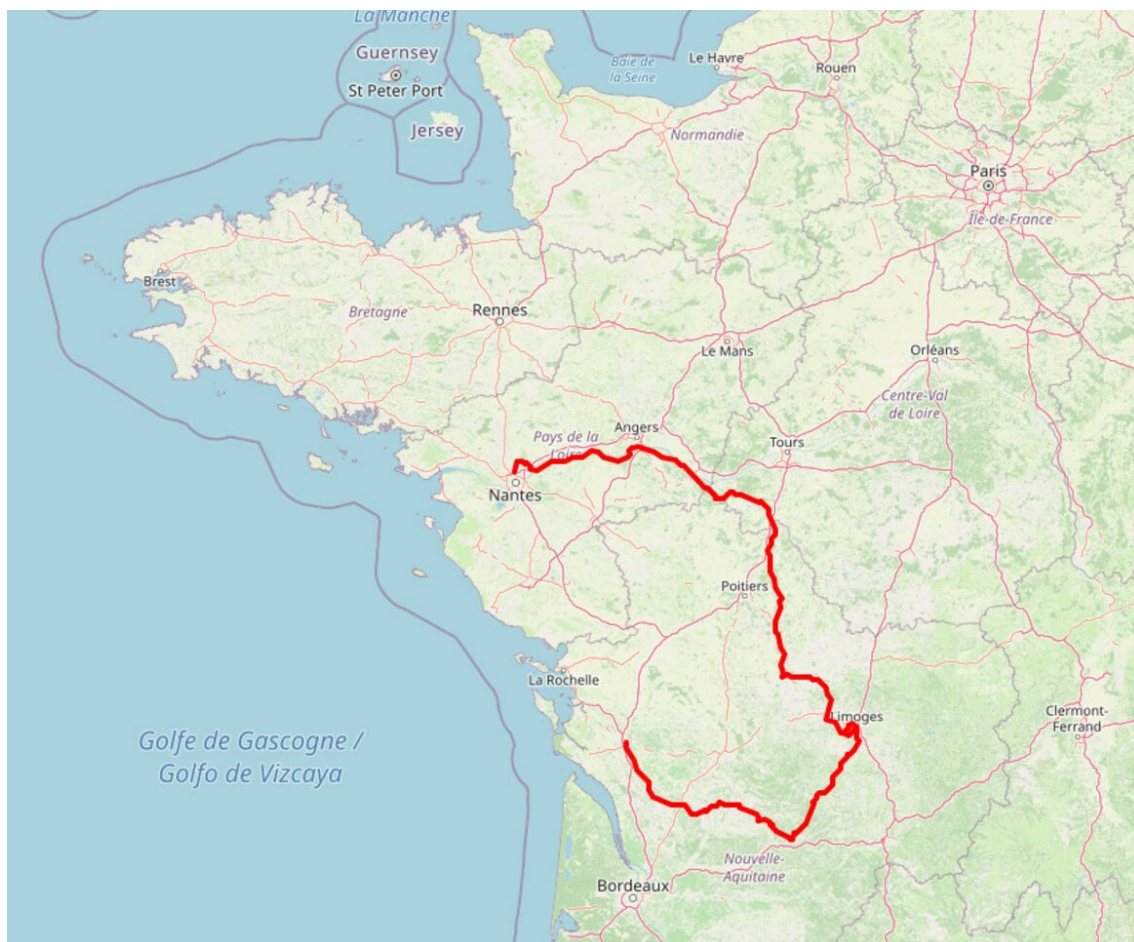 La Manche
Guernsey
St Peter Port
Jersey
Baie de
la Seine
Le Havre
Rouen
Normandie
Paris
Île-de-France
Brest
Bretagne
Rennes
Le Mans
Orléans
Centre-Val
de Loire
Angers
Pays de la
Loire
Tours
Nantes
Poitiers
La Rochelle
Limoges
Clermont-
Ferrand
Golfe de Gascogne /
Golfo de Vizcaya
Nouvelle-
Aquitaine
Bordeaux